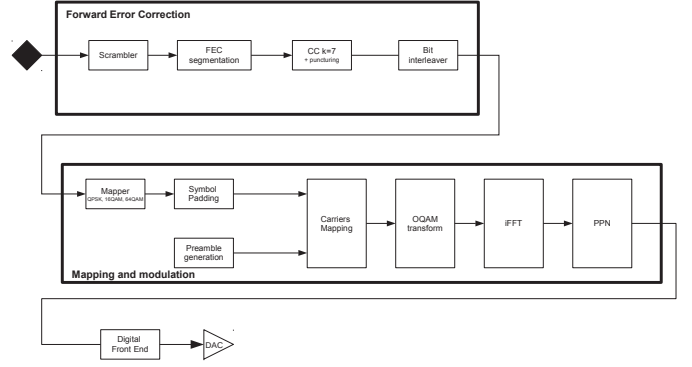 Forward Error Correction
Scrambler
FEC
segmentation
CC k=7
+ puncturing
Bit
interleaver
Mapper
QPSK, 16QAM, 64QAM
Symbol
Padding
Preamble
generation
Carriers
Mapping
OQAM
transform
iFFT
PPN
Mapping and modulation
Digital
Front End
DAC